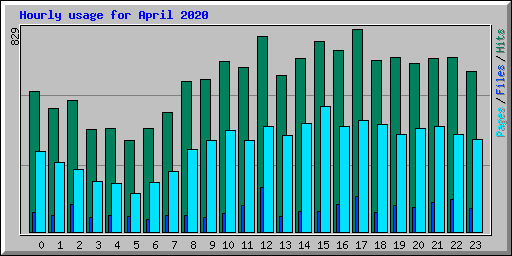 Hourly usage for April 2020
829
Pages/Files/Hits
0 1 2 3 4 5 6 7 8 9 10 11 12 13 14 15 16 17 18 19 20 21 22 23